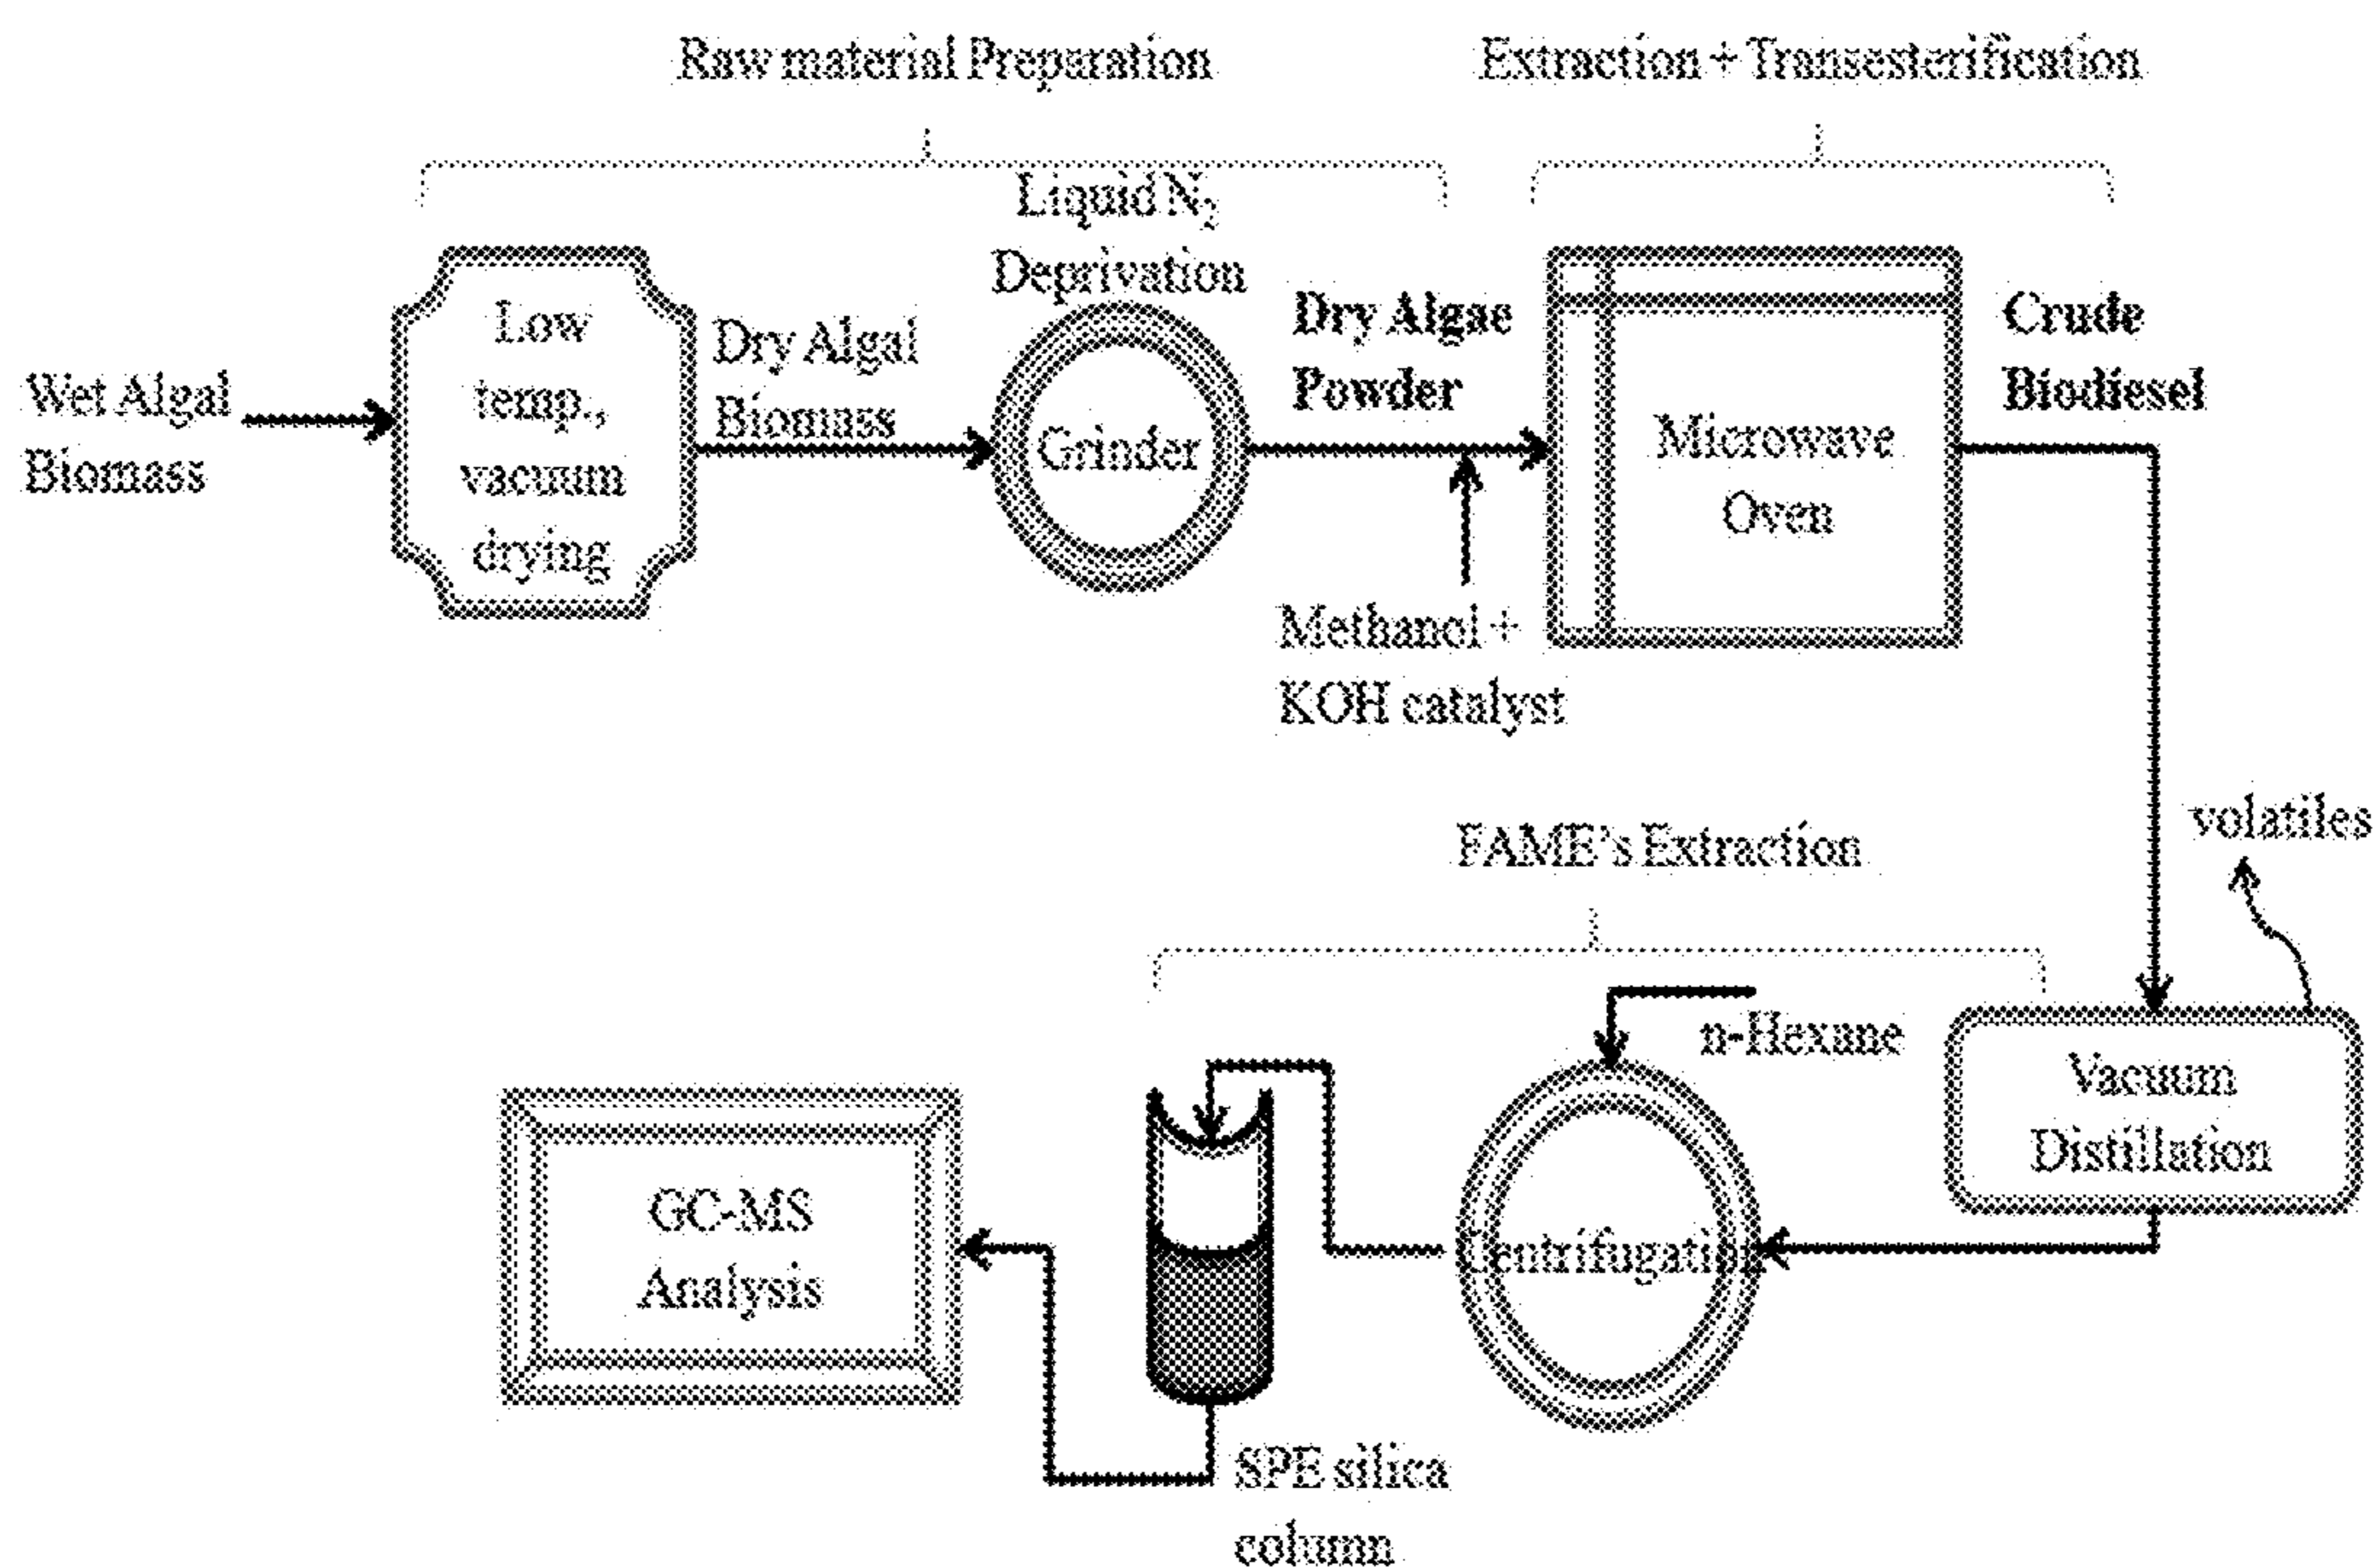 Raw material Preparation
Extraction + Transesterification
Liquid N2
Deprivation
Low
temp.,
vacuum
drying
Wet Algal
Biomass
Dry Algal
Biomass
Grinder
Dry Algae
Powder
Methanol +
KOH catalyst
Microwave
Oven
Crude
Biodiesel
volatiles
FAME's Extraction
n-Hexane
Vacuum
Distillation
Centrifugation
SPE silica
column
GC-MS
Analysis